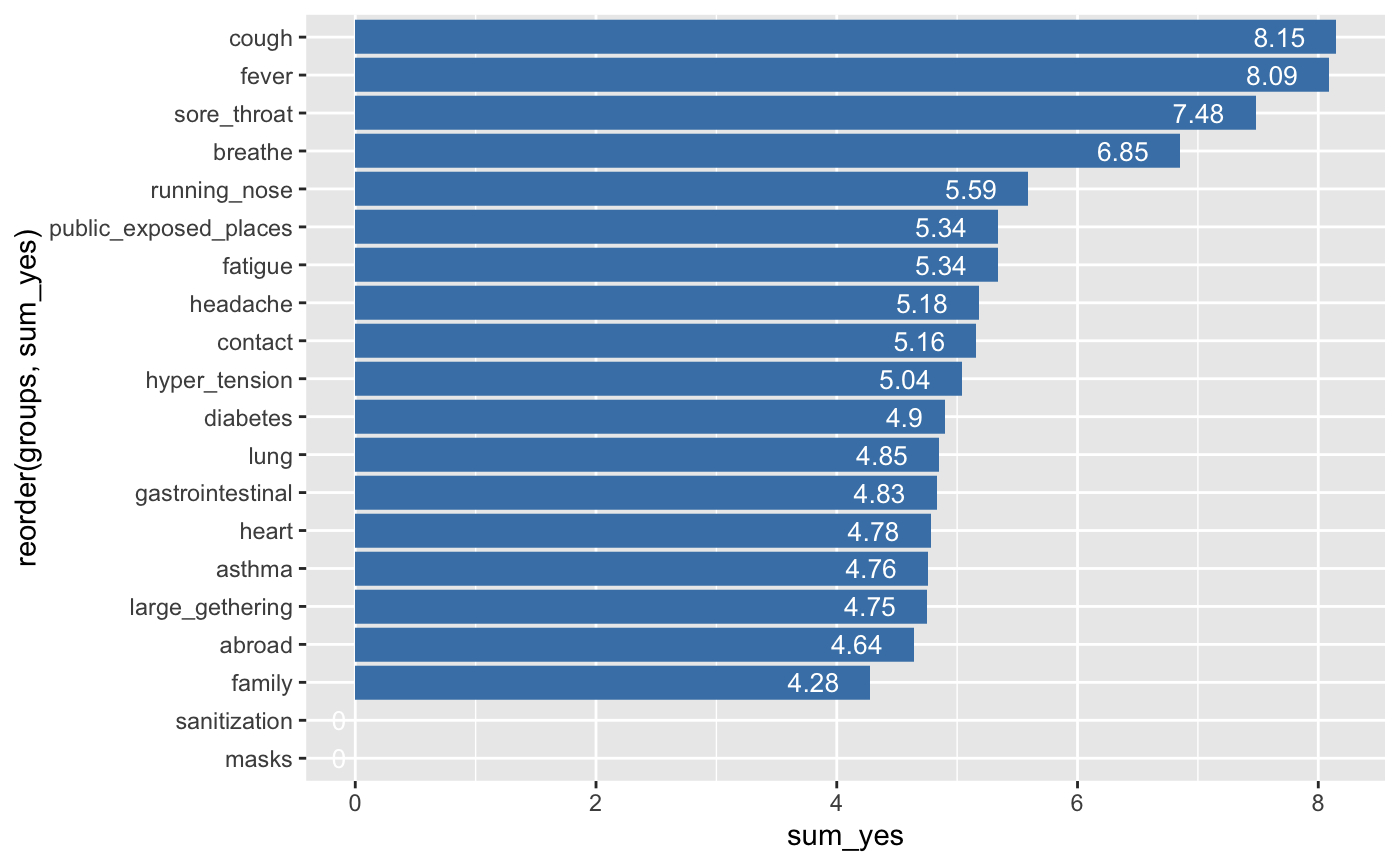 cough 8.15
fever 8.09
sore_throat 7.48
breathe 6.85
running_nose 5.59
public_exposed_places 5.34
fatigue 5.34
headache 5.18
contact 5.16
hyper_tension 5.04
diabetes 4.9
lung 4.85
gastrointestinal 4.83
heart 4.78
asthma 4.76
large_gethering 4.75
abroad 4.64
family 4.28
sanitization 0
masks 0
reorder(groups, sum_yes)
0 2 4 6 8
sum_yes